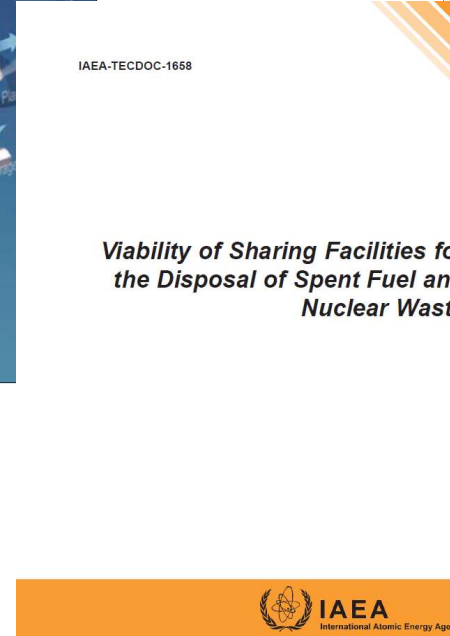 IAEA-TECDOC-1658
Viability of Sharing Facilities fo
the Disposal of Spent Fuel an
Nuclear Wast
IAEA
International Atomic Energy Age